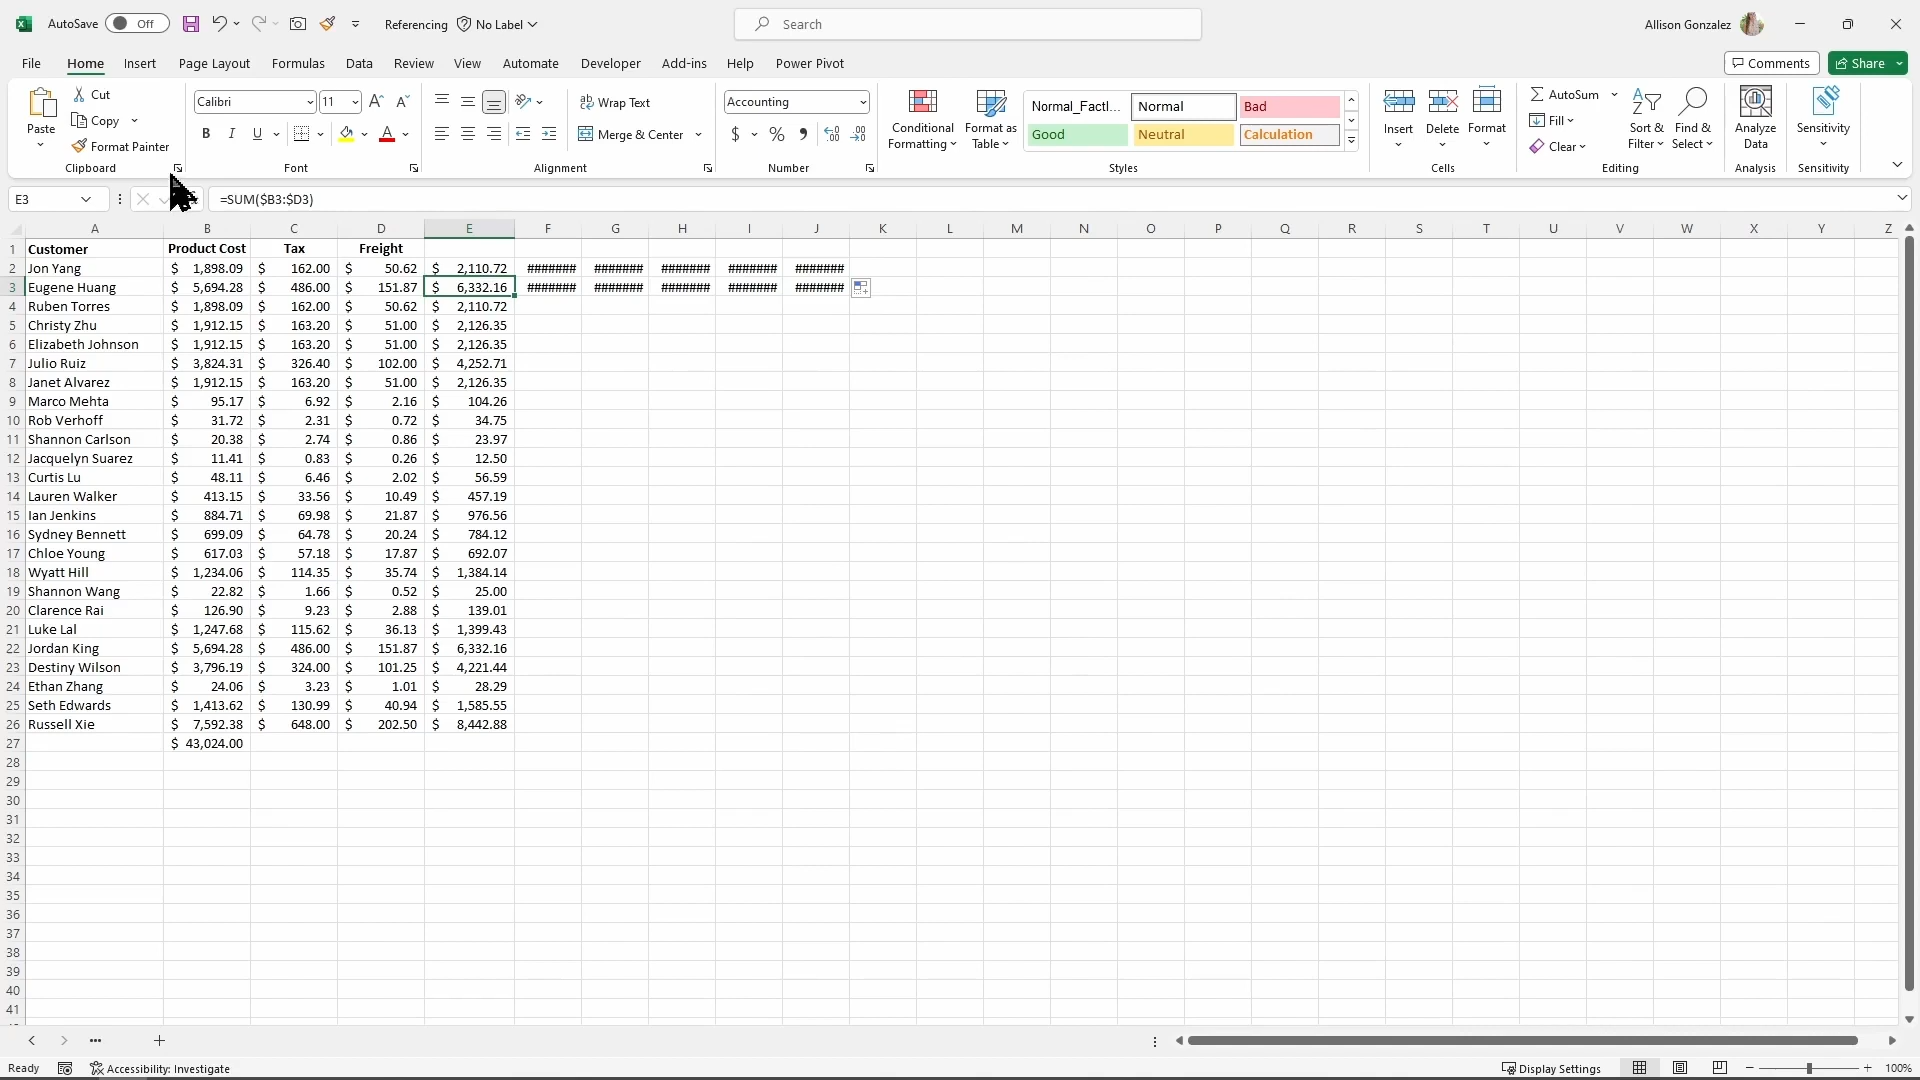 AutoSave Off Referencing No Label Search Allison Gonzalez
File Home Insert Page Layout Formulas Data Review View Automate Developer Add-ins Help Power Pivot Comments Share
Paste Cut Copy Format Painter Clipboard
Calibri 11 B I U A Font
Wrap Text Merge & Center Alignment
Accounting $ % Number
Conditional Formatting Format as Table Normal_Factl... Normal Bad Good Neutral Calculation Styles
Insert Delete Format Cells
AutoSum Fill Clear Sort & Filter Find & Select Editing
Analyze Data Analysis Sensitivity Sensitivity
E3 =SUM($B3:$D3)
A B C D E F G H I J K L M N O P Q R S T U V W X Y Z
1 Customer Product Cost Tax Freight
2 Jon Yang $ 1,898.09 $ 162.00 $ 50.62 $ 2,110.72 ####### ####### ####### ####### #######
3 Eugene Huang $ 5,694.28 $ 486.00 $ 151.87 $ 6,332.16 ####### ####### ####### ####### #######
4 Ruben Torres $ 1,898.09 $ 162.00 $ 50.62 $ 2,110.72
5 Christy Zhu $ 1,912.15 $ 163.20 $ 51.00 $ 2,126.35
6 Elizabeth Johnson $ 1,912.15 $ 163.20 $ 51.00 $ 2,126.35
7 Julio Ruiz $ 3,824.31 $ 326.40 $ 102.00 $ 4,252.71
8 Janet Alvarez $ 1,912.15 $ 163.20 $ 51.00 $ 2,126.35
9 Marco Mehta $ 95.17 $ 6.92 $ 2.16 $ 104.26
10 Rob Verhoff $ 31.72 $ 2.31 $ 0.72 $ 34.75
11 Shannon Carlson $ 20.38 $ 2.74 $ 0.86 $ 23.97
12 Jacquelyn Suarez $ 11.41 $ 0.83 $ 0.26 $ 12.50
13 Curtis Lu $ 48.11 $ 6.46 $ 2.02 $ 56.59
14 Lauren Walker $ 413.15 $ 33.56 $ 10.49 $ 457.19
15 Ian Jenkins $ 884.71 $ 69.98 $ 21.87 $ 976.56
16 Sydney Bennett $ 699.09 $ 64.78 $ 20.24 $ 784.12
17 Chloe Young $ 617.03 $ 57.18 $ 17.87 $ 692.07
18 Wyatt Hill $ 1,234.06 $ 114.35 $ 35.74 $ 1,384.14
19 Shannon Wang $ 22.82 $ 1.66 $ 0.52 $ 25.00
20 Clarence Rai $ 126.90 $ 9.23 $ 2.88 $ 139.01
21 Luke Lal $ 1,247.68 $ 115.62 $ 36.13 $ 1,399.43
22 Jordan King $ 5,694.28 $ 486.00 $ 151.87 $ 6,332.16
23 Destiny Wilson $ 3,796.19 $ 324.00 $ 101.25 $ 4,221.44
24 Ethan Zhang $ 24.06 $ 3.23 $ 1.01 $ 28.29
25 Seth Edwards $ 1,413.62 $ 130.99 $ 40.94 $ 1,585.55
26 Russell Xie $ 7,592.38 $ 648.00 $ 202.50 $ 8,442.88
27 $ 43,024.00
28
29
30
31
32
33
34
35
36
37
38
39
40
41
Ready Accessibility: Investigate Display Settings 100%